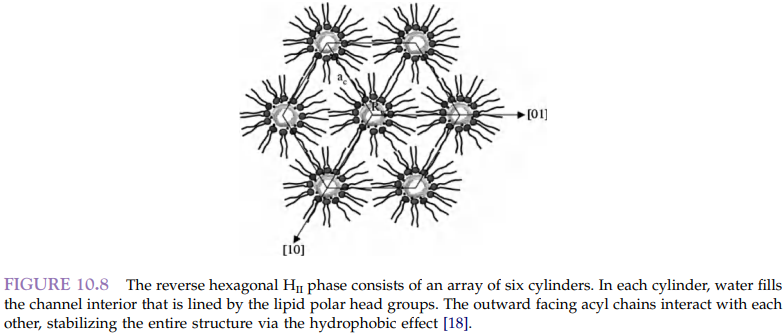 a_c
R
[01]
[10]
FIGURE 10.8 The reverse hexagonal H_II phase consists of an array of six cylinders. In each cylinder, water fills
the channel interior that is lined by the lipid polar head groups. The outward facing acyl chains interact with each
other, stabilizing the entire structure via the hydrophobic effect [18].